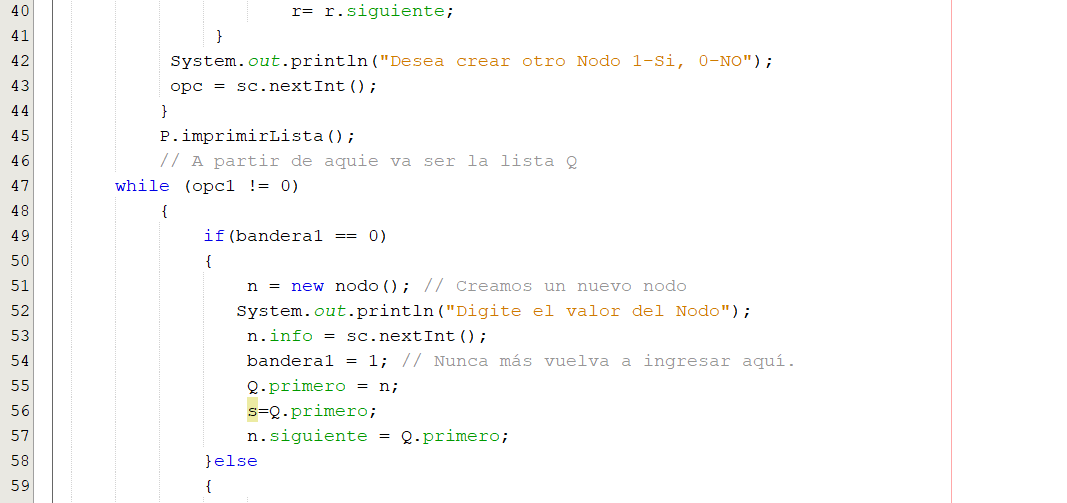 40 r= r.siguiente;
41 }
42 System.out.println("Desea crear otro Nodo 1-Si, 0-NO");
43 opc = sc.nextInt();
44 }
45 P.imprimirLista();
46 // A partir de aquie va ser la lista Q
47 while (opc1 != 0)
48 {
49 if(bandera1 == 0)
50 {
51 n = new nodo(); // Creamos un nuevo nodo
52 System.out.println("Digite el valor del Nodo");
53 n.info = sc.nextInt();
54 bandera1 = 1; // Nunca más vuelva a ingresar aquí.
55 Q.primero = n;
56 s=Q.primero;
57 n.siguiente = Q.primero;
58 }else
59 {